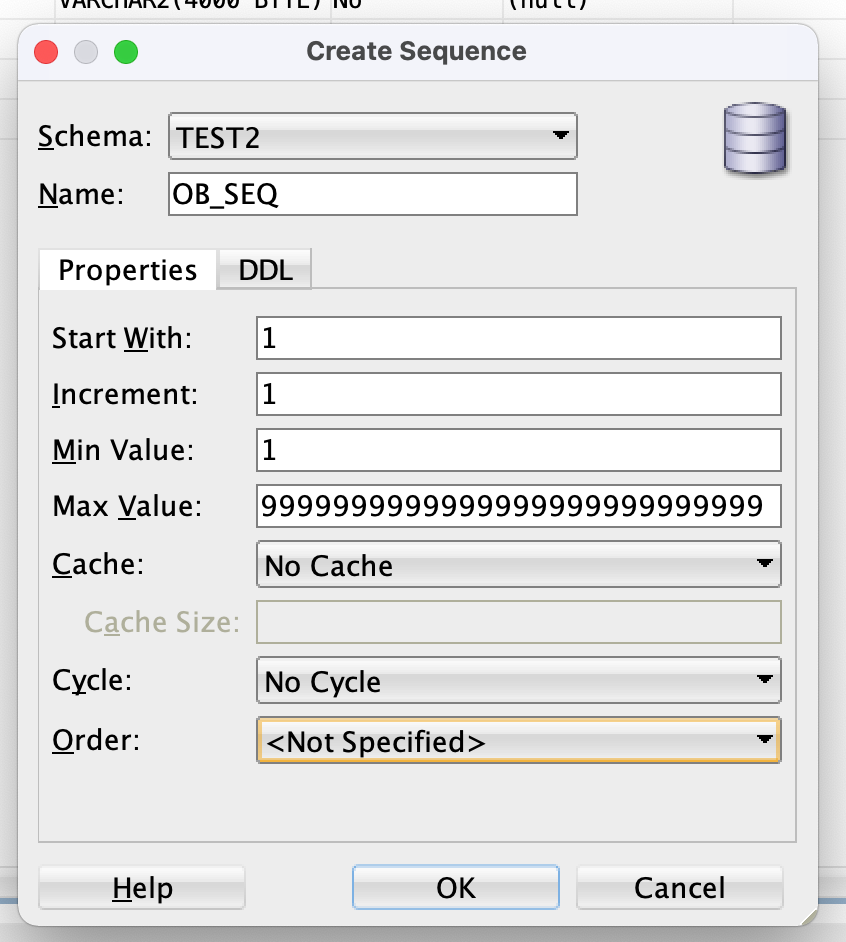 VARCHAR2(4000 BYTE) No (null)
Create Sequence
Schema: TEST2
Name: OB_SEQ
Properties DDL
Start With: 1
Increment: 1
Min Value: 1
Max Value: 9999999999999999999999999999
Cache: No Cache
Cache Size:
Cycle: No Cycle
Order: <Not Specified>
Help OK Cancel